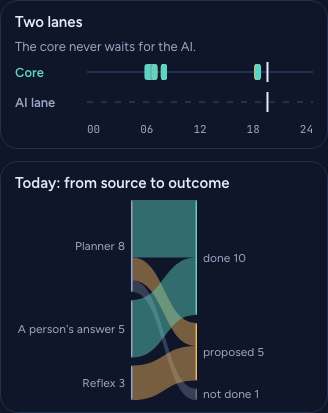 Two lanes
The core never waits for the AI.
Core
AI lane
00 06 12 18 24
Today: from source to outcome
Planner 8
done 10
A person's answer 5
proposed 5
Reflex 3
not done 1